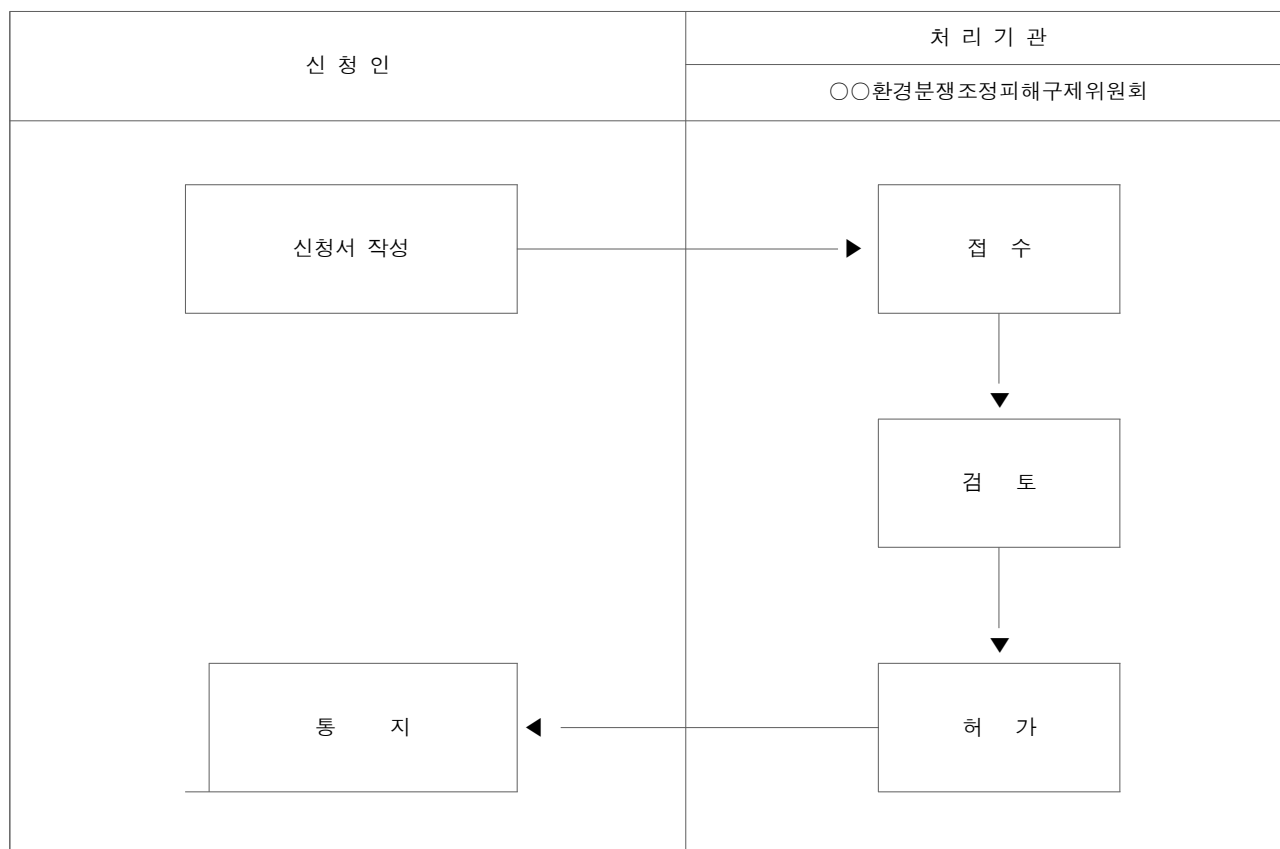 신 청 인
처 리 기 관
○○환경분쟁조정피해구제위원회
신청서 작성
접 수
검 토
허 가
통 지